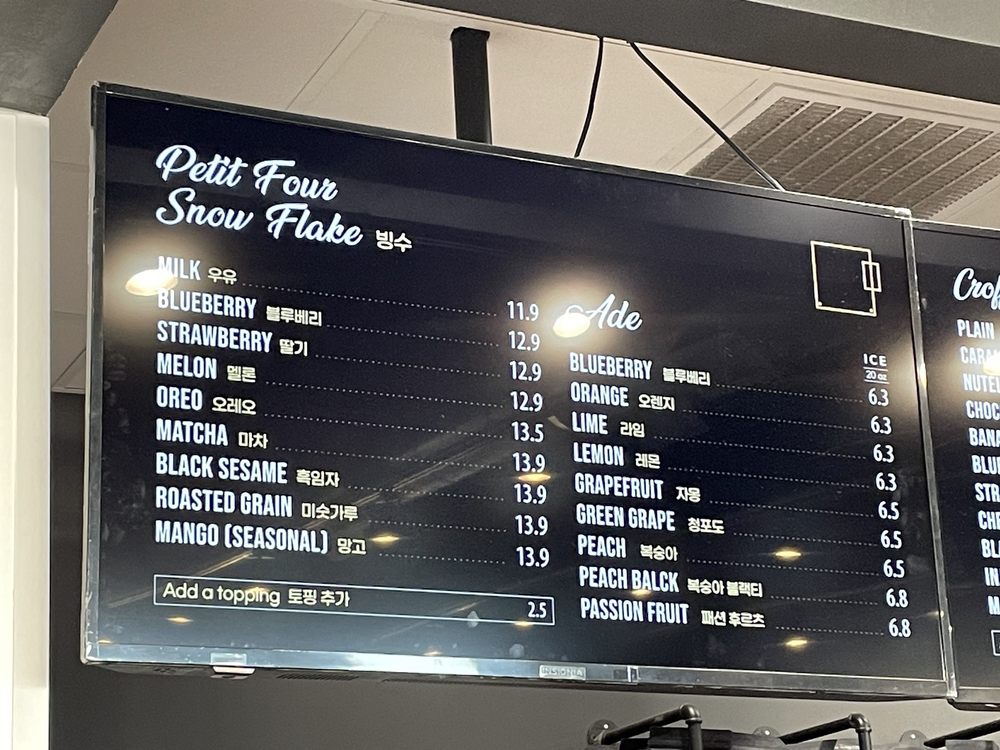 Petit Four
Snow Flake 빙수
MILK 우유 11.9
BLUEBERRY 블루베리 12.9
STRAWBERRY 딸기 12.9
MELON 멜론 12.9
OREO 오레오 13.5
MATCHA 마차 13.9
BLACK SESAME 흑임자 13.9
ROASTED GRAIN 미숫가루 13.9
MANGO (SEASONAL) 망고 13.9
Add a topping 토핑 추가 2.5
Ade
ICE
20 oz
BLUEBERRY 블루베리 6.3
ORANGE 오렌지 6.3
LIME 라임 6.3
LEMON 레몬 6.3
GRAPEFRUIT 자몽 6.5
GREEN GRAPE 청포도 6.5
PEACH 복숭아 6.5
PEACH BALCK 복숭아 블랙티 6.8
PASSION FRUIT 패션 후르츠 6.8
INSIGNIA
PLAIN